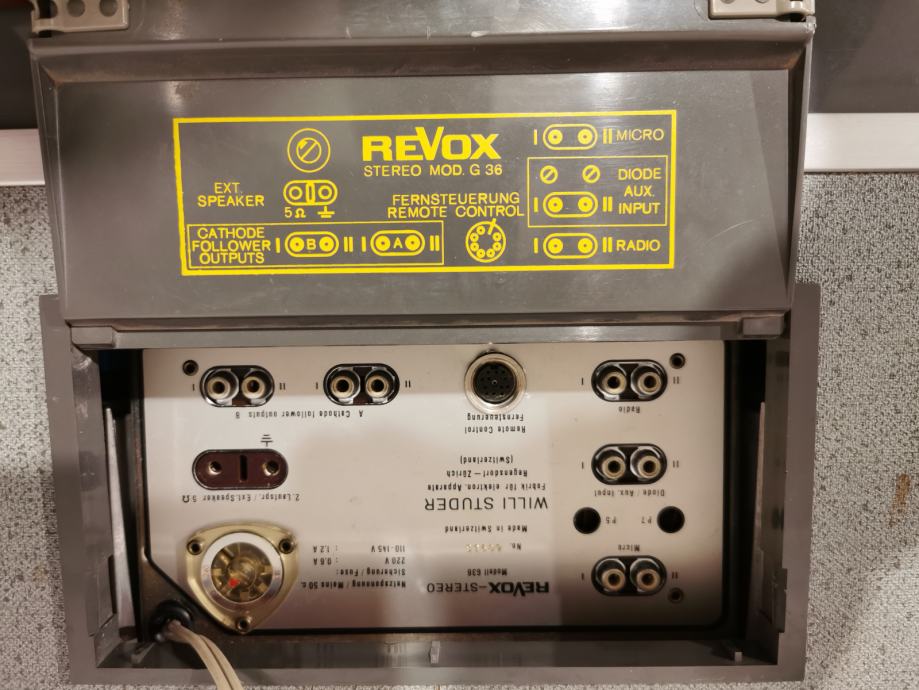 REVOX
STEREO MOD. G 36
I II MICRO
DIODE
AUX.
INPUT
I II
EXT.
SPEAKER
5Ω
FERNSTEUERUNG
REMOTE CONTROL
CATHODE
FOLLOWER
OUTPUTS
I B II
I A II
I II RADIO
REVOX-STEREO
Modell G36
Made in Switzerland
WILLI STUDER
Fabrik für elektron. Apparate
Regensdorf – Zürich
(Switzerland)
Netzspannung / Mains 50 c.
Sicherung / Fuse:
220 V : 0.6 A
110-145 V : 1.2 A
No.
Micro
I II
P 7 P 5
Diode / Aux. Input
I II
Radio
I II
Remote Control
Fernsteuerung
2. Lautspr. / Ext. Speaker 5 Ω
A Cathode follower outputs B
I II
I II